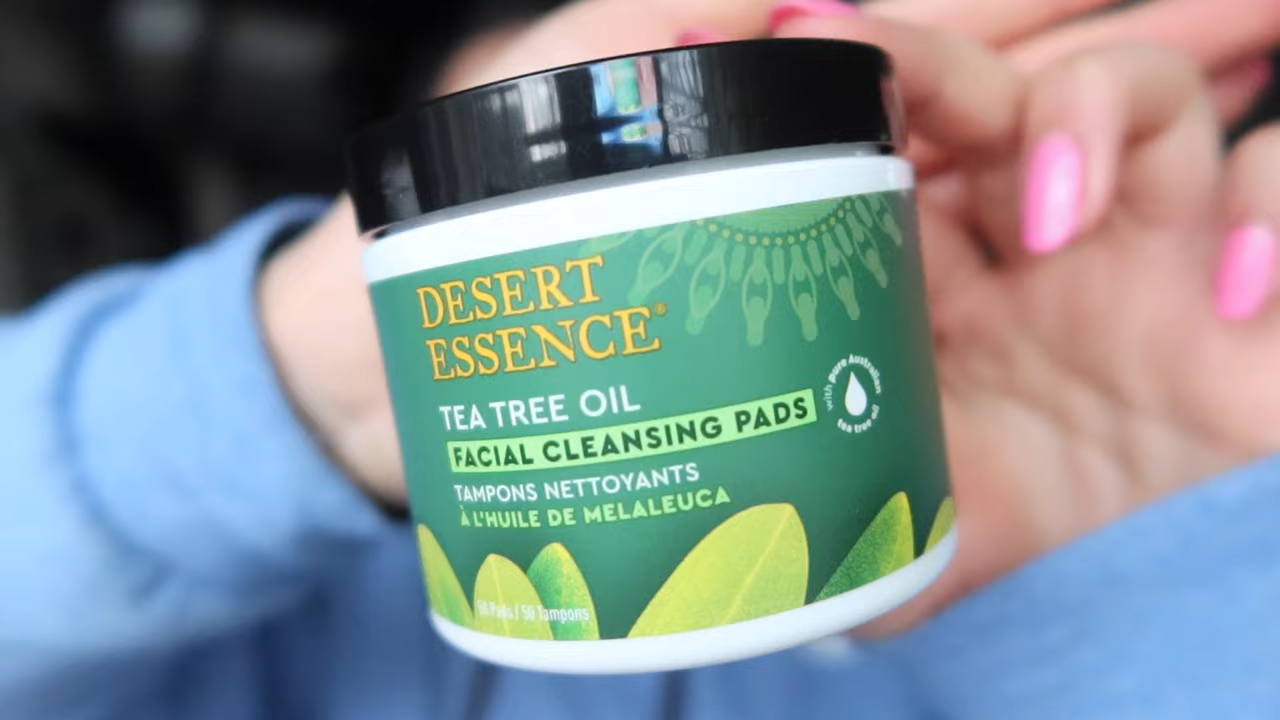 DESERT
ESSENCE®
TEA TREE OIL
FACIAL CLEANSING PADS
TAMPONS NETTOYANTS
À L'HUILE DE MELALEUCA
with pure Australian
tea tree oil
50 Pads / 50 Tampons